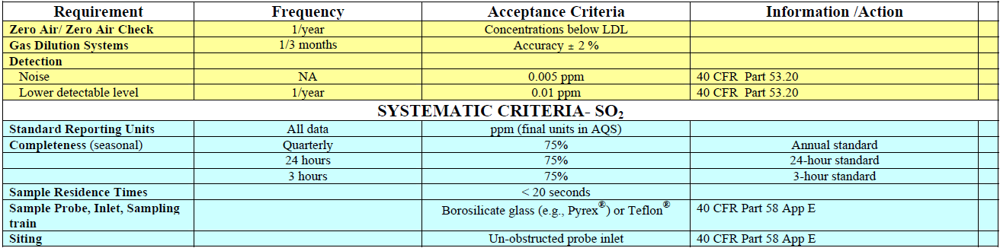 Requirement Frequency Acceptance Criteria Information /Action
Zero Air/ Zero Air Check 1/year Concentrations below LDL
Gas Dilution Systems 1/3 months Accuracy ± 2 %
Detection
Noise NA 0.005 ppm 40 CFR Part 53.20
Lower detectable level 1/year 0.01 ppm 40 CFR Part 53.20
SYSTEMATIC CRITERIA- SO₂
Standard Reporting Units All data ppm (final units in AQS)
Completeness (seasonal) Quarterly 75% Annual standard
24 hours 75% 24-hour standard
3 hours 75% 3-hour standard
Sample Residence Times < 20 seconds
Sample Probe, Inlet, Sampling Borosilicate glass (e.g., Pyrex®) or Teflon® 40 CFR Part 58 App E
train
Siting Un-obstructed probe inlet 40 CFR Part 58 App E